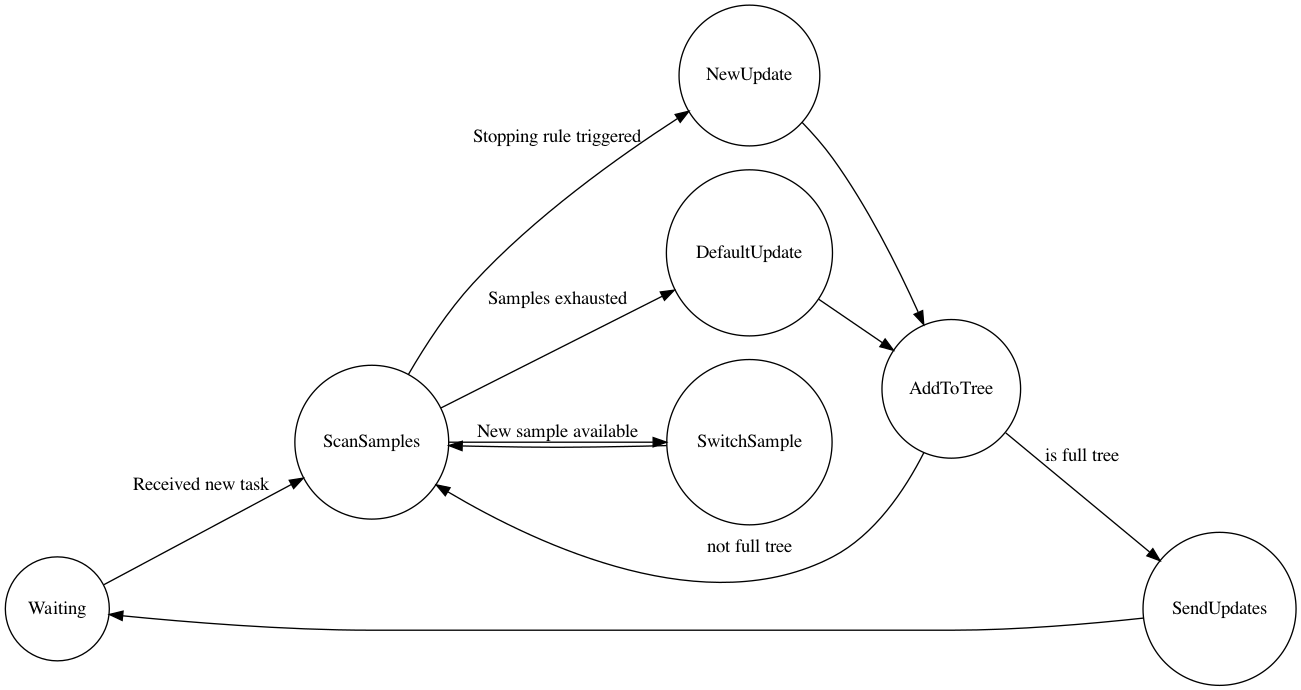 NewUpdate
Stopping rule triggered
DefaultUpdate
Samples exhausted
AddToTree
New sample available
ScanSamples
SwitchSample
is full tree
Received new task
not full tree
Waiting
SendUpdates